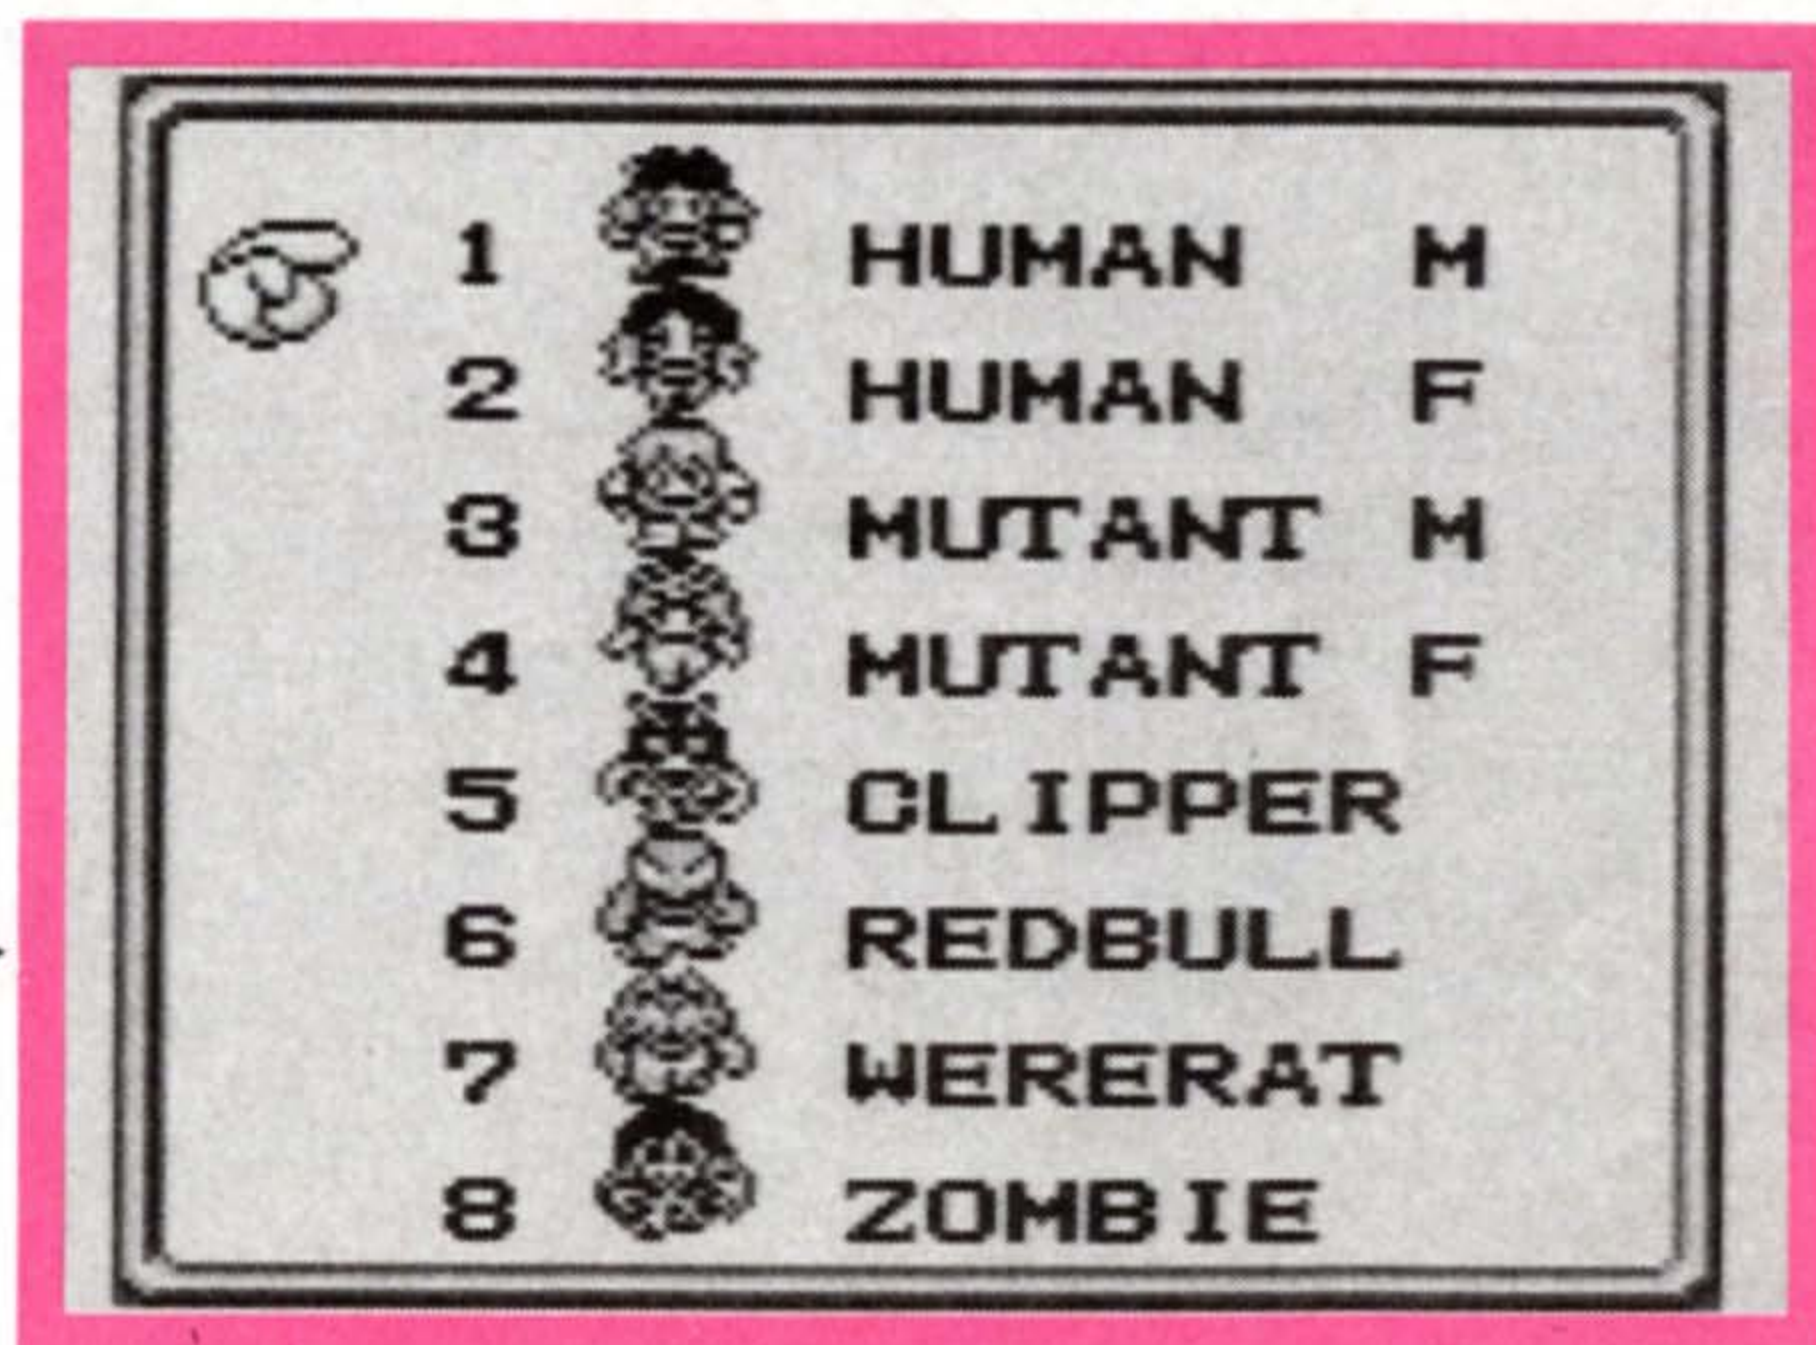 1 HUMAN M
2 HUMAN F
3 MUTANT M
4 MUTANT F
5 CLIPPER
6 REDBULL
7 WERERAT
8 ZOMBIE